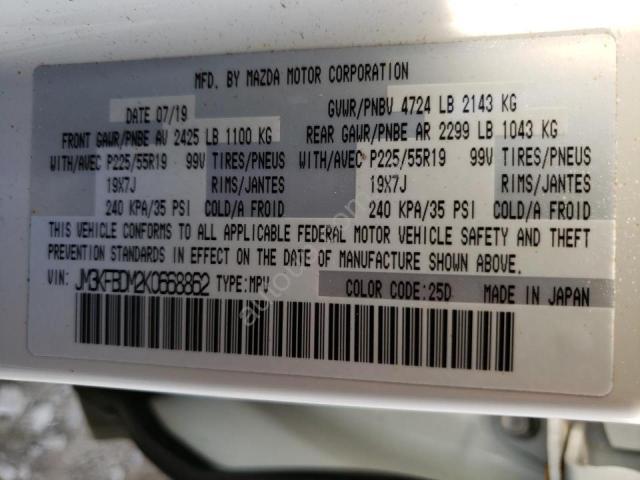 MFD. BY MAZDA MOTOR CORPORATION
DATE 07/19 GVWR/PNBV 4724 LB 2143 KG
FRONT GAWR/PNBE AV 2425 LB 1100 KG REAR GAWR/PNBE AR 2299 LB 1043 KG
WITH/AVEC P225/55R19 99V TIRES/PNEUS WITH/AVEC P225/55R19 99V TIRES/PNEUS
19X7J RIMS/JANTES 19X7J RIMS/JANTES
240 KPA/35 PSI COLD/A FROID 240 KPA/35 PSI COLD/A FROID
THIS VEHICLE CONFORMS TO ALL APPLICABLE FEDERAL MOTOR VEHICLE SAFETY AND THEFT
PREVENTION STANDARDS IN EFFECT ON THE DATE OF MANUFACTURE SHOWN ABOVE.
VIN: JM3KFBDM2K0668862 TYPE:MPV COLOR CODE:25D MADE IN JAPAN